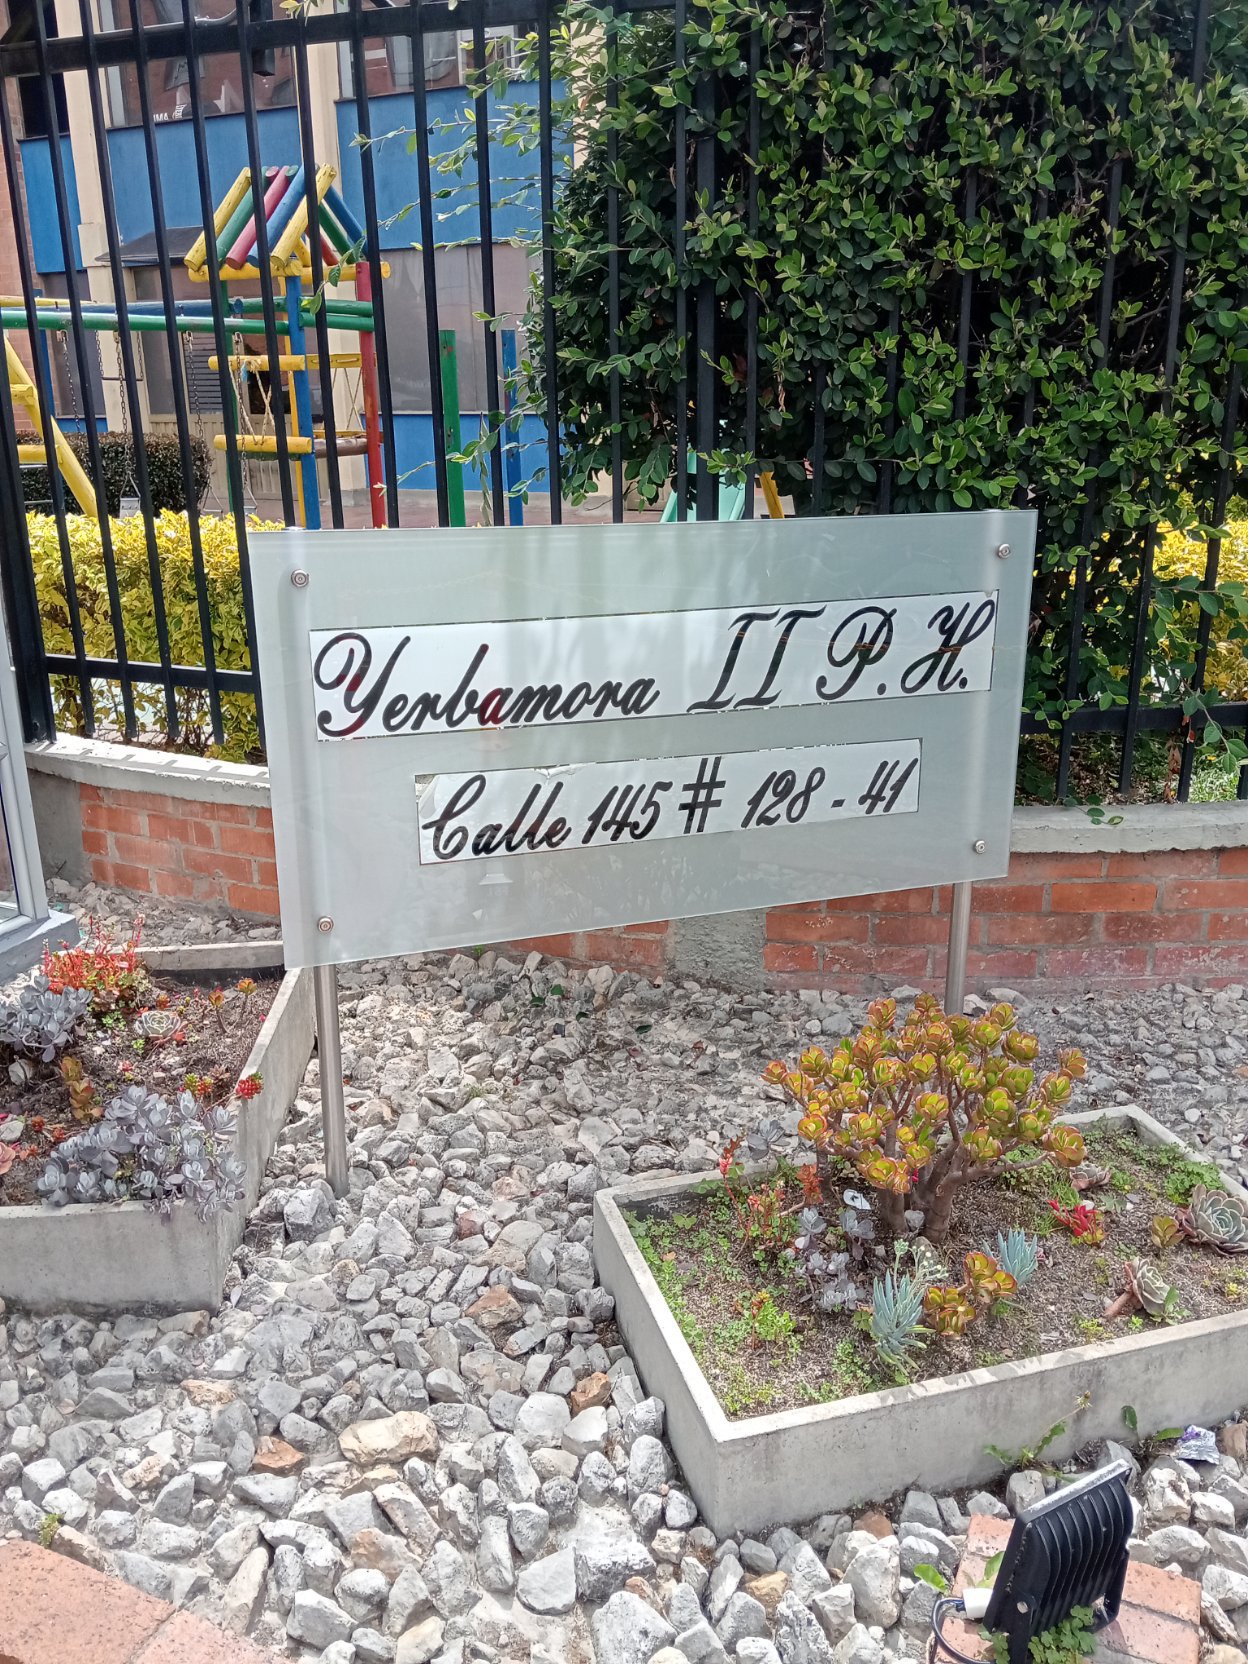 Yerbamora II P.H.
Calle 145 # 128 - 41